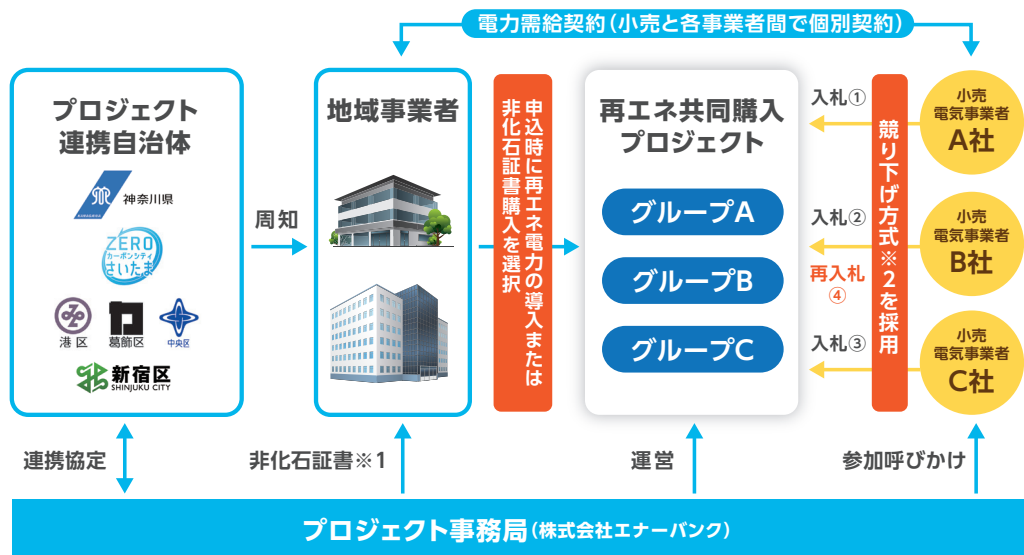 電力需給契約(小売と各事業者間で個別契約)
プロジェクト
連携自治体
KANAGAWA
神奈川県
ZERO
カーボンシティ
さいたま
港区
葛飾区
中央区
新宿区
SHINJUKU CITY
周知
地域事業者
申込時に再エネ電力の導入または
非化石証書購入を選択
再エネ共同購入
プロジェクト
グループA
グループB
グループC
入札①
入札②
再入札
④
入札③
競り下げ方式※2を採用
小売
電気事業者
A社
小売
電気事業者
B社
小売
電気事業者
C社
連携協定
非化石証書※1
運営
参加呼びかけ
プロジェクト事務局(株式会社エナーバンク)